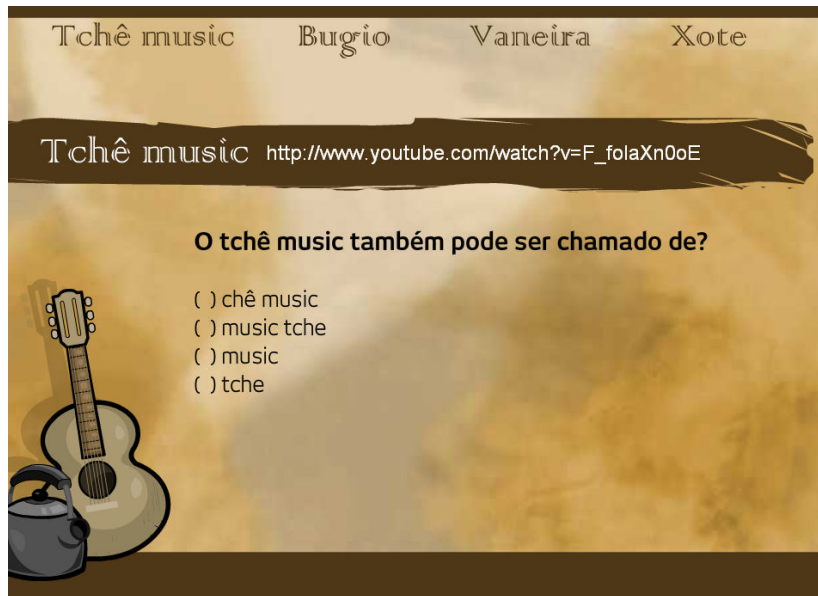 Tchê music Bugio Vaneira Xote
Tchê music http://www.youtube.com/watch?v=F_folaXn0oE
O tchê music também pode ser chamado de?
( ) chê music
( ) music tche
( ) music
( ) tche